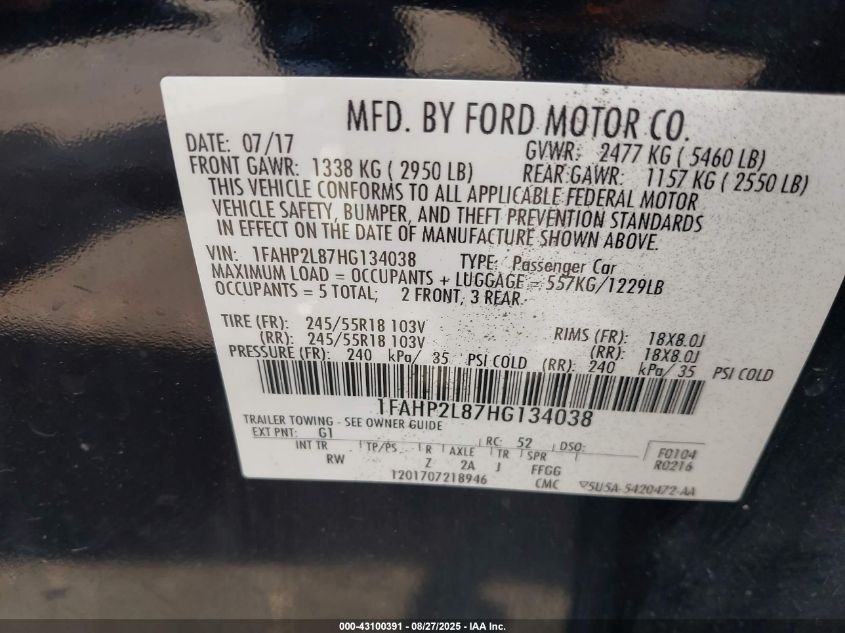 MFD. BY FORD MOTOR CO.
DATE: 07/17 GVWR: 2477 KG ( 5460 LB)
FRONT GAWR: 1338 KG ( 2950 LB) REAR GAWR: 1157 KG ( 2550 LB)
THIS VEHICLE CONFORMS TO ALL APPLICABLE FEDERAL MOTOR
VEHICLE SAFETY, BUMPER, AND THEFT PREVENTION STANDARDS
IN EFFECT ON THE DATE OF MANUFACTURE SHOWN ABOVE.
VIN: 1FAHP2L87HG134038 TYPE: Passenger Car
MAXIMUM LOAD = OCCUPANTS + LUGGAGE = 557KG/1229LB
OCCUPANTS = 5 TOTAL; 2 FRONT, 3 REAR
TIRE (FR): 245/55R18 103V RIMS (FR): 18X8.0J
(RR): 245/55R18 103V (RR): 18X8.0J
PRESSURE (FR): 240 kPa/ 35 PSI COLD (RR): 240 kPa/ 35 PSI COLD
1FAHP2L87HG134038
TRAILER TOWING - SEE OWNER GUIDE
EXT PNT: G1 RC: 52 DSO: F0104
INT TR TP/PS R AXLE TR SPR R0216
RW Z 2A J FFGG
1201707218946 CMC ▽5U5A-5420472-AA
000-43100391 - 08/27/2025 - IAA Inc.